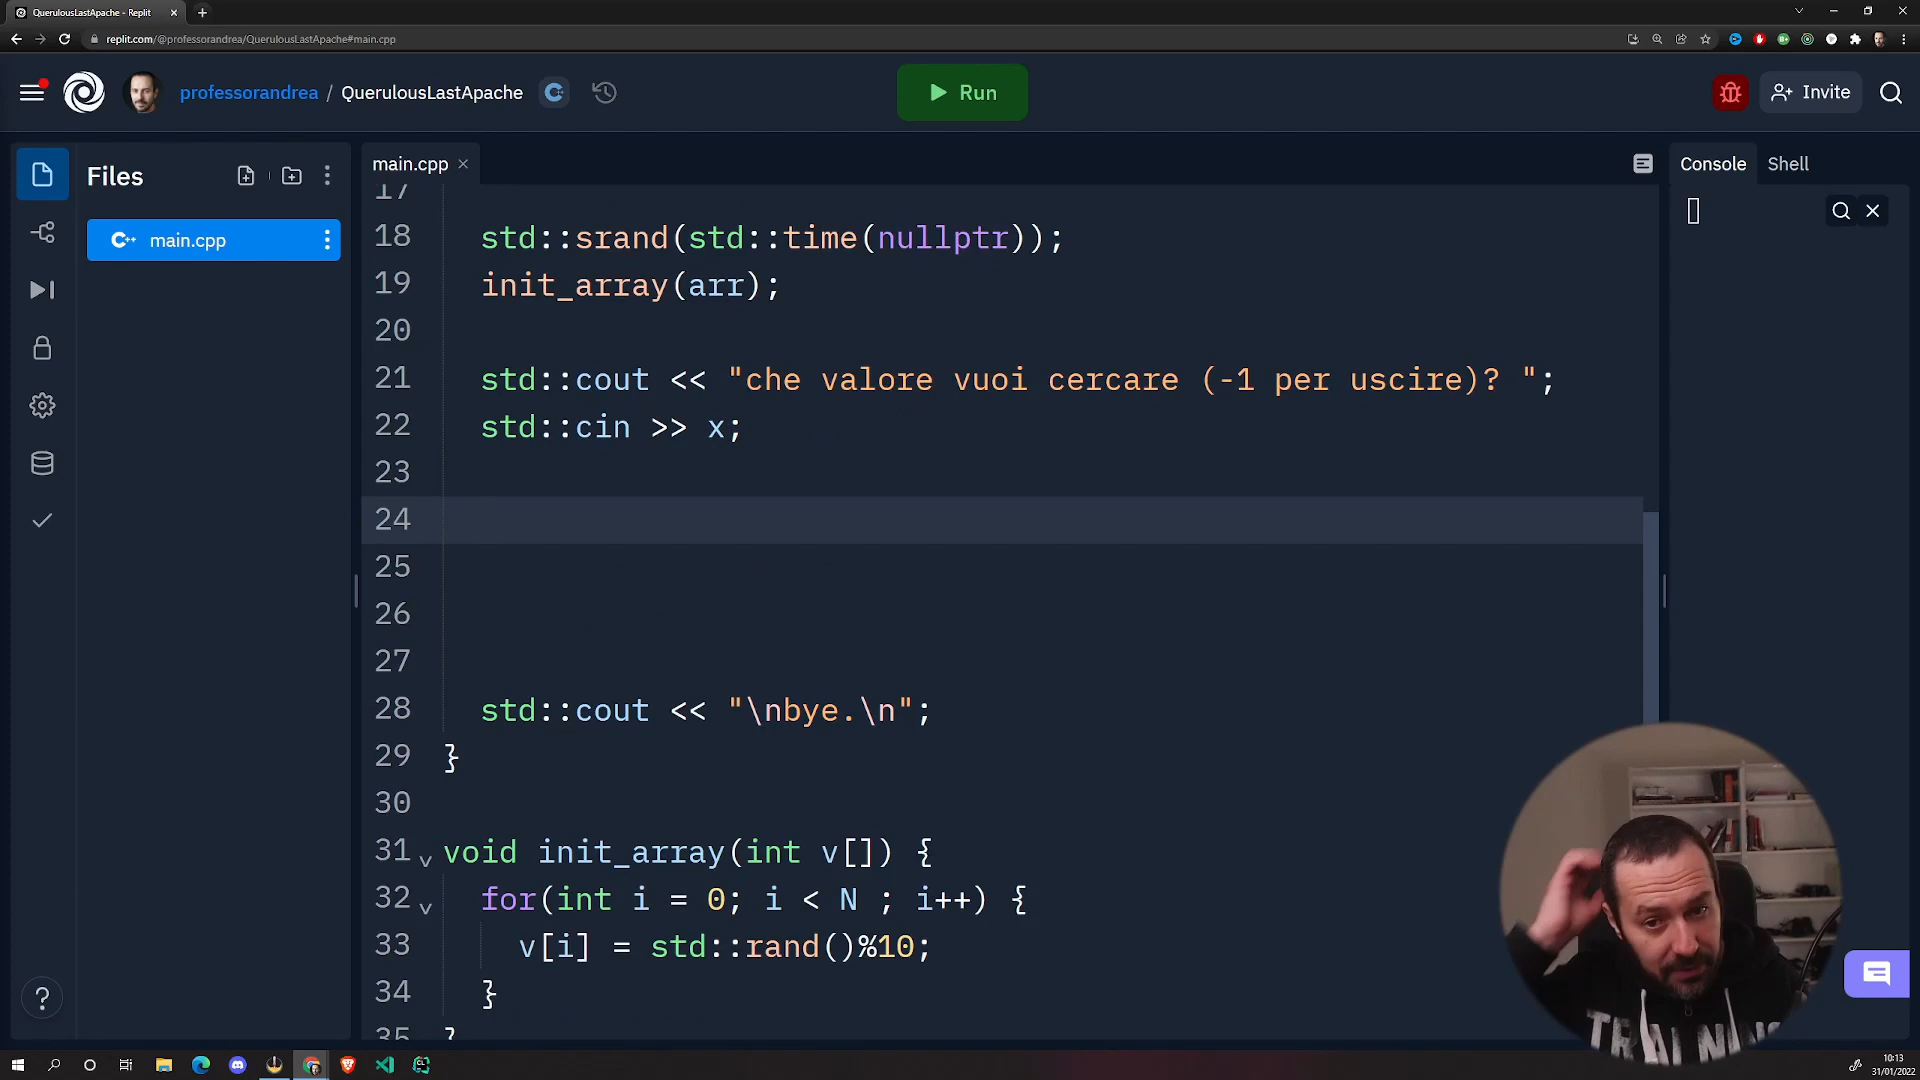 QuerulousLastApache - Replit
replit.com/@professorandrea/QuerulousLastApache#main.cpp
professorandrea / QuerulousLastApache
Run
Invite
Files
main.cpp
main.cpp
Console
Shell
17
18 std::srand(std::time(nullptr));
19 init_array(arr);
20
21 std::cout << "che valore vuoi cercare (-1 per uscire)? ";
22 std::cin >> x;
23
24
25
26
27
28 std::cout << "\nbye.\n";
29 }
30
31 void init_array(int v[]) {
32 for(int i = 0; i < N ; i++) {
33 v[i] = std::rand()%10;
34 }
35 }
10:13
31/01/2022